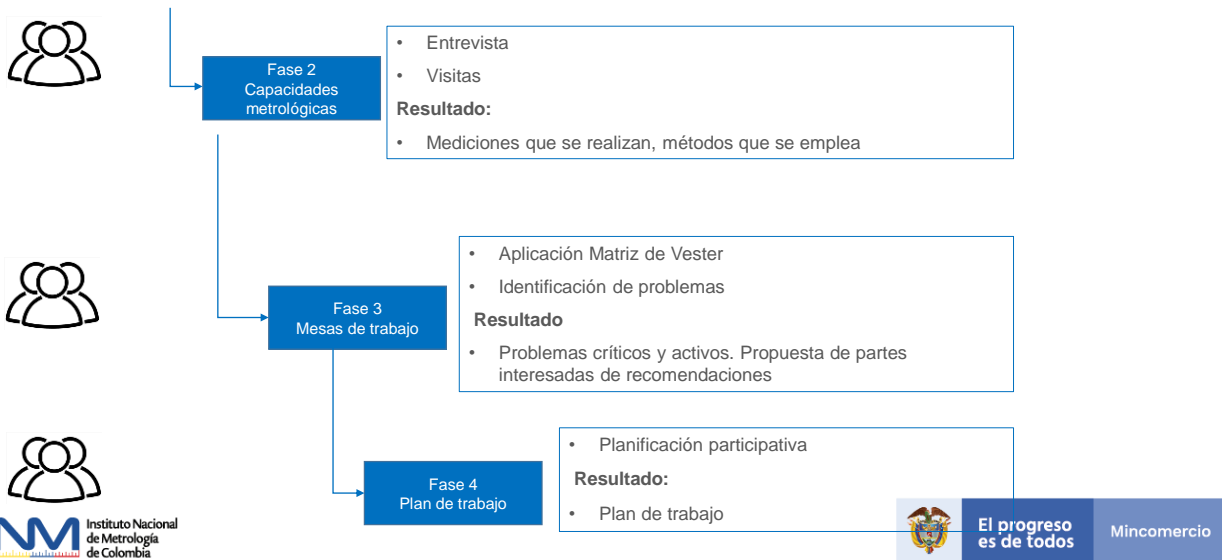 • Entrevista
Fase 2
Capacidades
metrológicas
• Visitas
Resultado:
• Mediciones que se realizan, métodos que se emplea
• Aplicación Matriz de Vester
• Identificación de problemas
Fase 3
Mesas de trabajo
Resultado
• Problemas críticos y activos. Propuesta de partes
interesadas de recomendaciones
• Planificación participativa
Fase 4
Plan de trabajo
Resultado:
• Plan de trabajo
NM
Instituto Nacional
de Metrología
de Colombia
El progreso
es de todos
Mincomercio